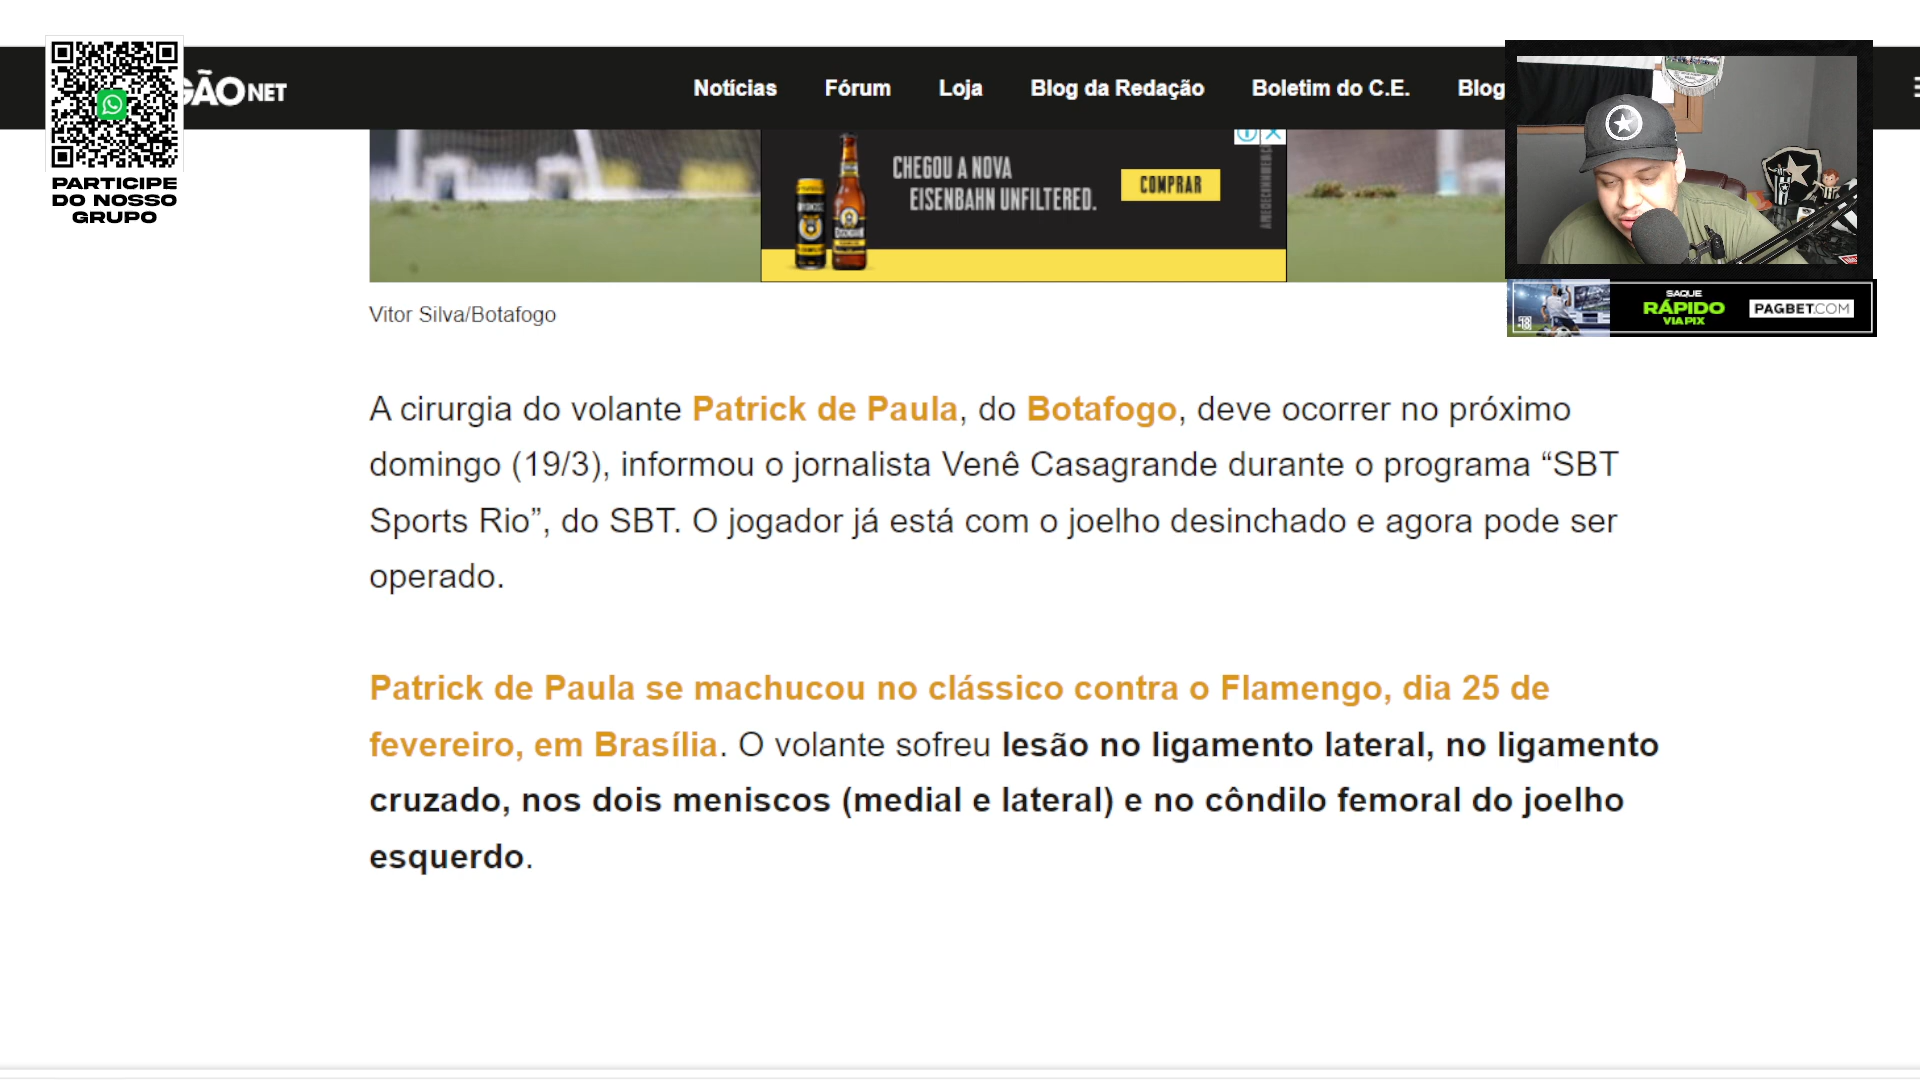 GÃO NET
Notícias Fórum Loja Blog da Redação Boletim do C.E. Blog
PARTICIPE
DO NOSSO
GRUPO
CHEGOU A NOVA
EISENBAHN UNFILTERED.
COMPRAR
Vitor Silva/Botafogo
SAQUE
RÁPIDO
VIA PIX
PAGBET.COM
A cirurgia do volante Patrick de Paula, do Botafogo, deve ocorrer no próximo
domingo (19/3), informou o jornalista Venê Casagrande durante o programa “SBT
Sports Rio”, do SBT. O jogador já está com o joelho desinchado e agora pode ser
operado.
Patrick de Paula se machucou no clássico contra o Flamengo, dia 25 de
fevereiro, em Brasília. O volante sofreu lesão no ligamento lateral, no ligamento
cruzado, nos dois meniscos (medial e lateral) e no côndilo femoral do joelho
esquerdo.